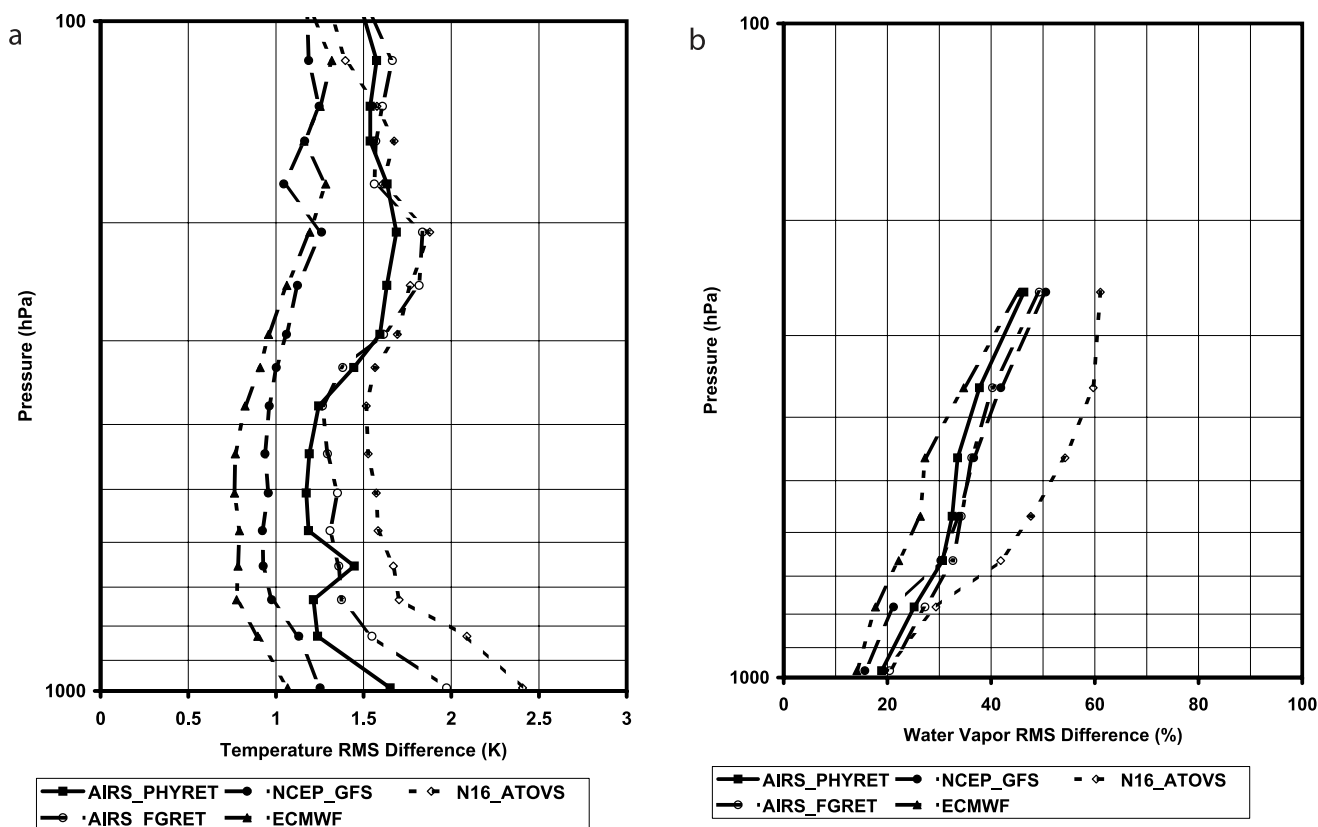 a
100
Pressure (hPa)
1000
0 0.5 1 1.5 2 2.5 3
Temperature RMS Difference (K)
AIRS_PHYRET NCEP_GFS N16_ATOVS
AIRS_FGRET ECMWF
b
100
Pressure (hPa)
1000
0 20 40 60 80 100
Water Vapor RMS Difference (%)
AIRS_PHYRET NCEP_GFS N16_ATOVS
AIRS_FGRET ECMWF